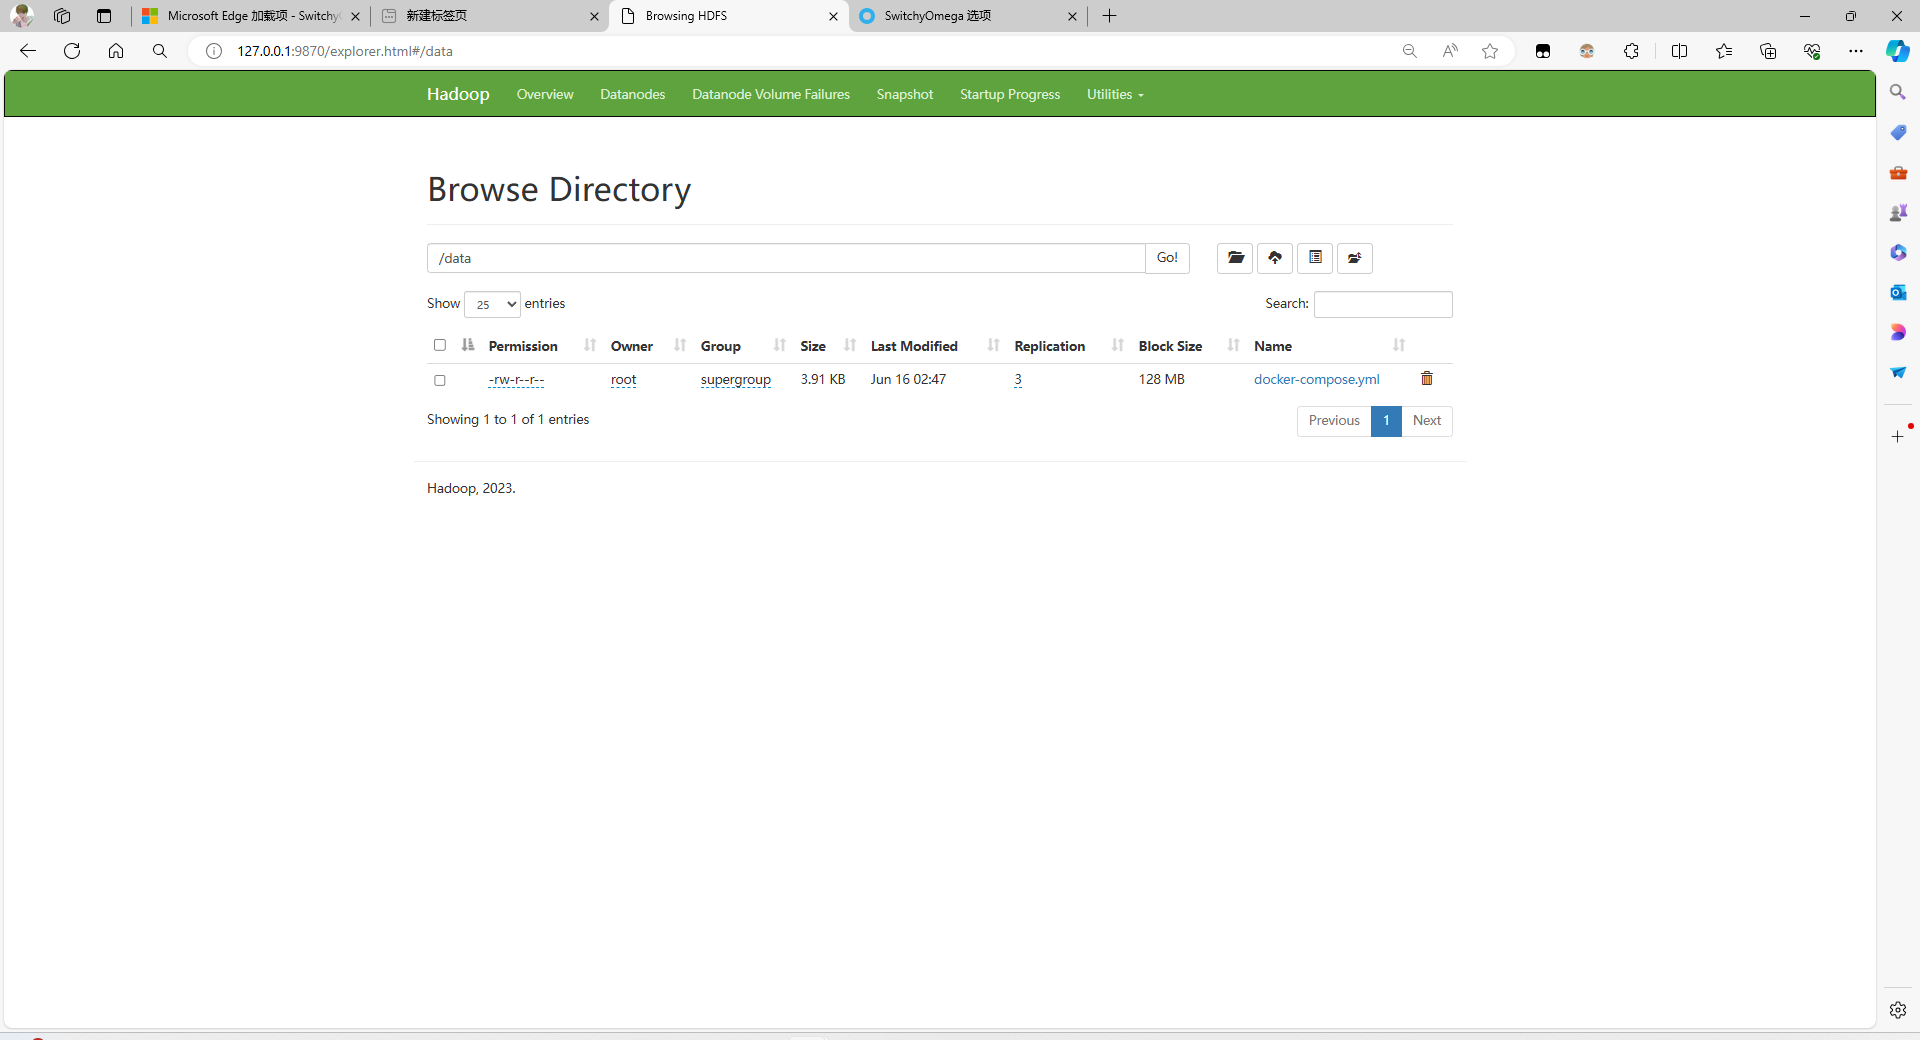 Microsoft Edge 加载项 - Switchy
新建标签页
Browsing HDFS
SwitchyOmega 选项
127.0.0.1:9870/explorer.html#/data
Hadoop Overview Datanodes Datanode Volume Failures Snapshot Startup Progress Utilities
Browse Directory
/data Go!
Show 25 entries Search:
Permission Owner Group Size Last Modified Replication Block Size Name
-rw-r--r-- root supergroup 3.91 KB Jun 16 02:47 3 128 MB docker-compose.yml
Showing 1 to 1 of 1 entries Previous 1 Next
Hadoop, 2023.